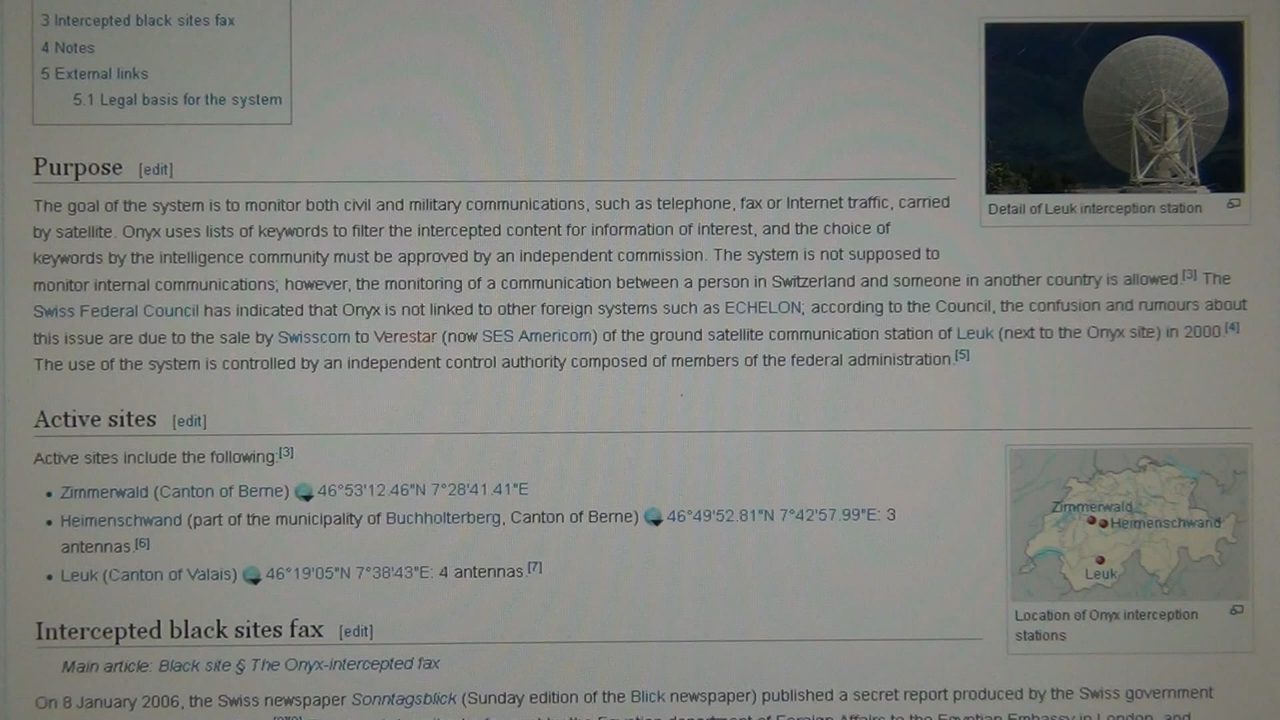 3 Intercepted black sites fax
4 Notes
5 External links
5.1 Legal basis for the system
Detail of Leuk interception station
Purpose [edit]
The goal of the system is to monitor both civil and military communications, such as telephone, fax or Internet traffic, carried
by satellite. Onyx uses lists of keywords to filter the intercepted content for information of interest, and the choice of
keywords by the intelligence community must be approved by an independent commission. The system is not supposed to
monitor internal communications; however, the monitoring of a communication between a person in Switzerland and someone in another country is allowed.[3] The
Swiss Federal Council has indicated that Onyx is not linked to other foreign systems such as ECHELON; according to the Council, the confusion and rumours about
this issue are due to the sale by Swisscom to Verestar (now SES Americom) of the ground satellite communication station of Leuk (next to the Onyx site) in 2000.[4]
The use of the system is controlled by an independent control authority composed of members of the federal administration.[5]
Active sites [edit]
Active sites include the following:[3]
• Zimmerwald (Canton of Berne) 46°53'12.46"N 7°28'41.41"E
• Heimenschwand (part of the municipality of Buchholterberg, Canton of Berne) 46°49'52.81"N 7°42'57.99"E: 3
antennas.[6]
• Leuk (Canton of Valais) 46°19'05"N 7°38'43"E: 4 antennas.[7]
Zimmerwald
Heimenschwand
Leuk
Location of Onyx interception
stations
Intercepted black sites fax [edit]
Main article: Black site § The Onyx-intercepted fax
On 8 January 2006, the Swiss newspaper Sonntagsblick (Sunday edition of the Blick newspaper) published a secret report produced by the Swiss government
by the Egyptian department of Foreign Affairs to the Egyptian Embassy in London, and